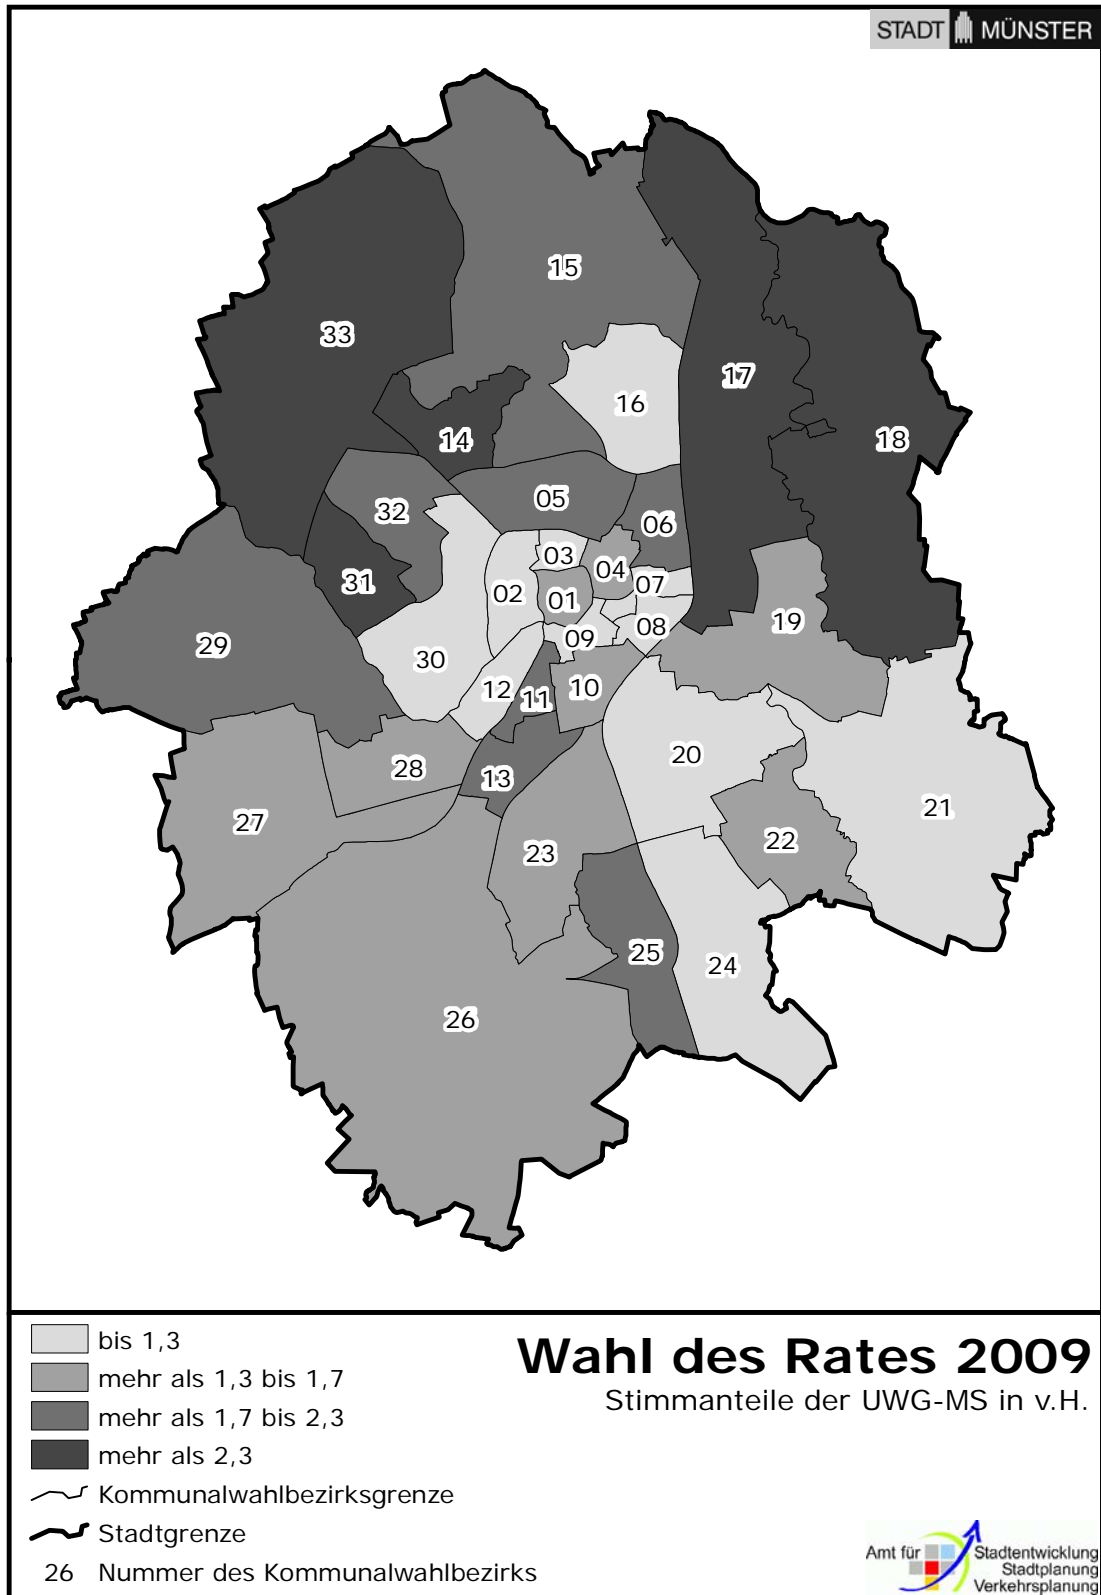 STADT MÜNSTER
15
33
17
16
18
14
05
32
06
03
04
31
07
02
01
19
08
09
29
30
10
12
11
20
28
13
21
27
22
23
25
24
26
bis 1,3
mehr als 1,3 bis 1,7
mehr als 1,7 bis 2,3
mehr als 2,3
Kommunalwahlbezirksgrenze
Stadtgrenze
26 Nummer des Kommunalwahlbezirks
Wahl des Rates 2009
Stimmanteile der UWG-MS in v.H.
Amt für Stadtentwicklung
Stadtplanung
Verkehrsplanung